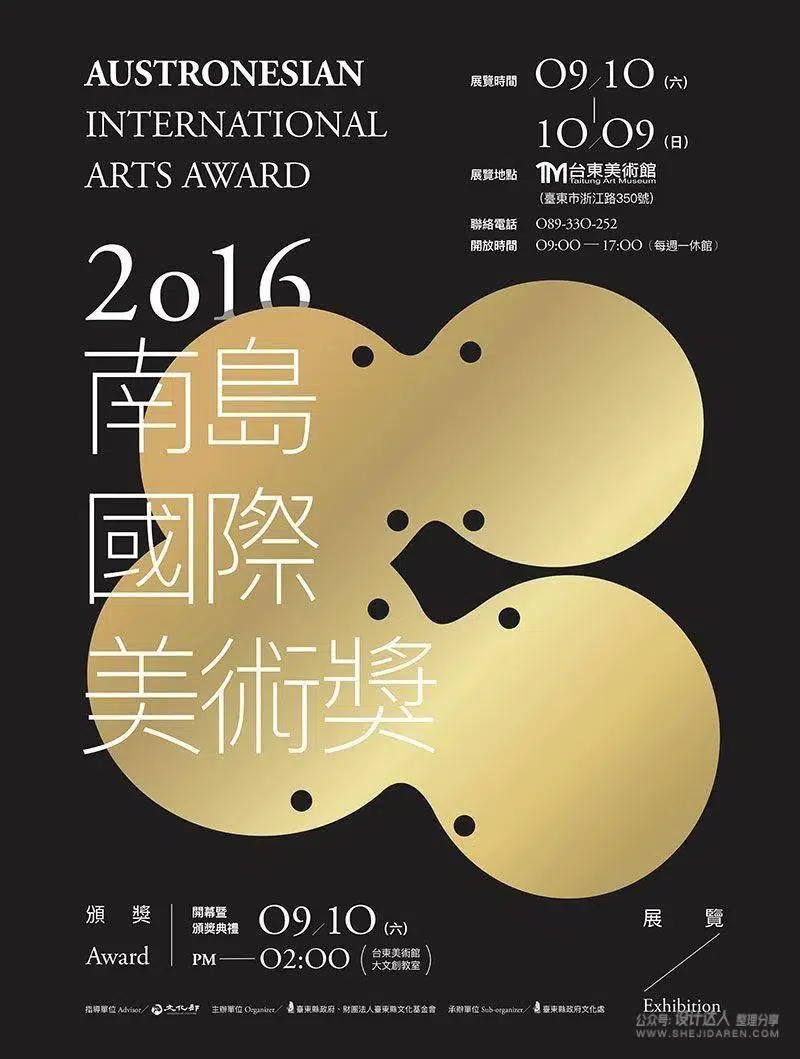 AUSTRONESIAN
INTERNATIONAL
ARTS AWARD
展覽時間 09/10 (六)
10/09 (日)
展覽地點 TM台東美術館
Taitung Art Museum
(臺東市浙江路350號)
聯絡電話 089-330-252
開放時間 09:00 — 17:00 (每週一休館)
2016
南島
國際
美術獎
頒獎
Award
開幕暨
頒獎典禮 09/10 (六)
PM — 02:00 (台東美術館
大文創教室)
展覽
Exhibition
指導單位 Advisor/ 文化部 主辦單位 Organizer/ 臺東縣政府、財團法人臺東縣文化基金會 承辦單位 Sub-organizer/ 臺東縣政府文化處
公众号: 设计达人 整理分享
WWW.SHEJIDAREN.COM